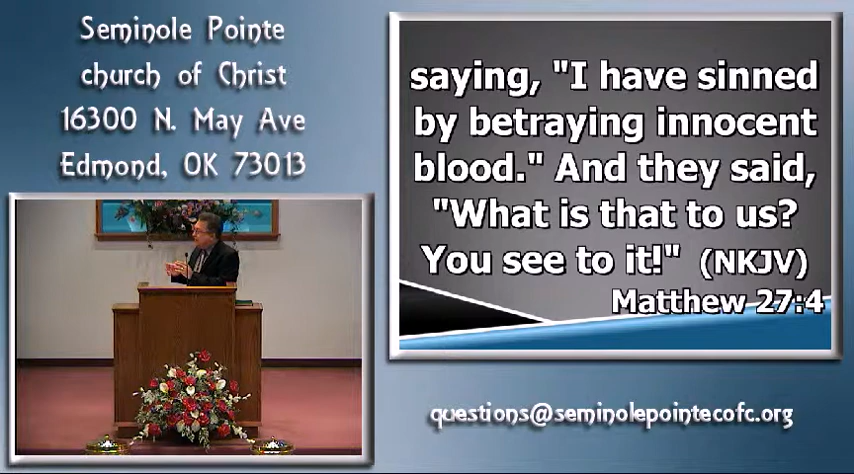 Seminole Pointe
church of Christ
16300 N. May Ave
Edmond, OK 73013
saying, "I have sinned
by betraying innocent
blood." And they said,
"What is that to us?
You see to it!" (NKJV)
Matthew 27:4
questions@seminolepointecofc.org